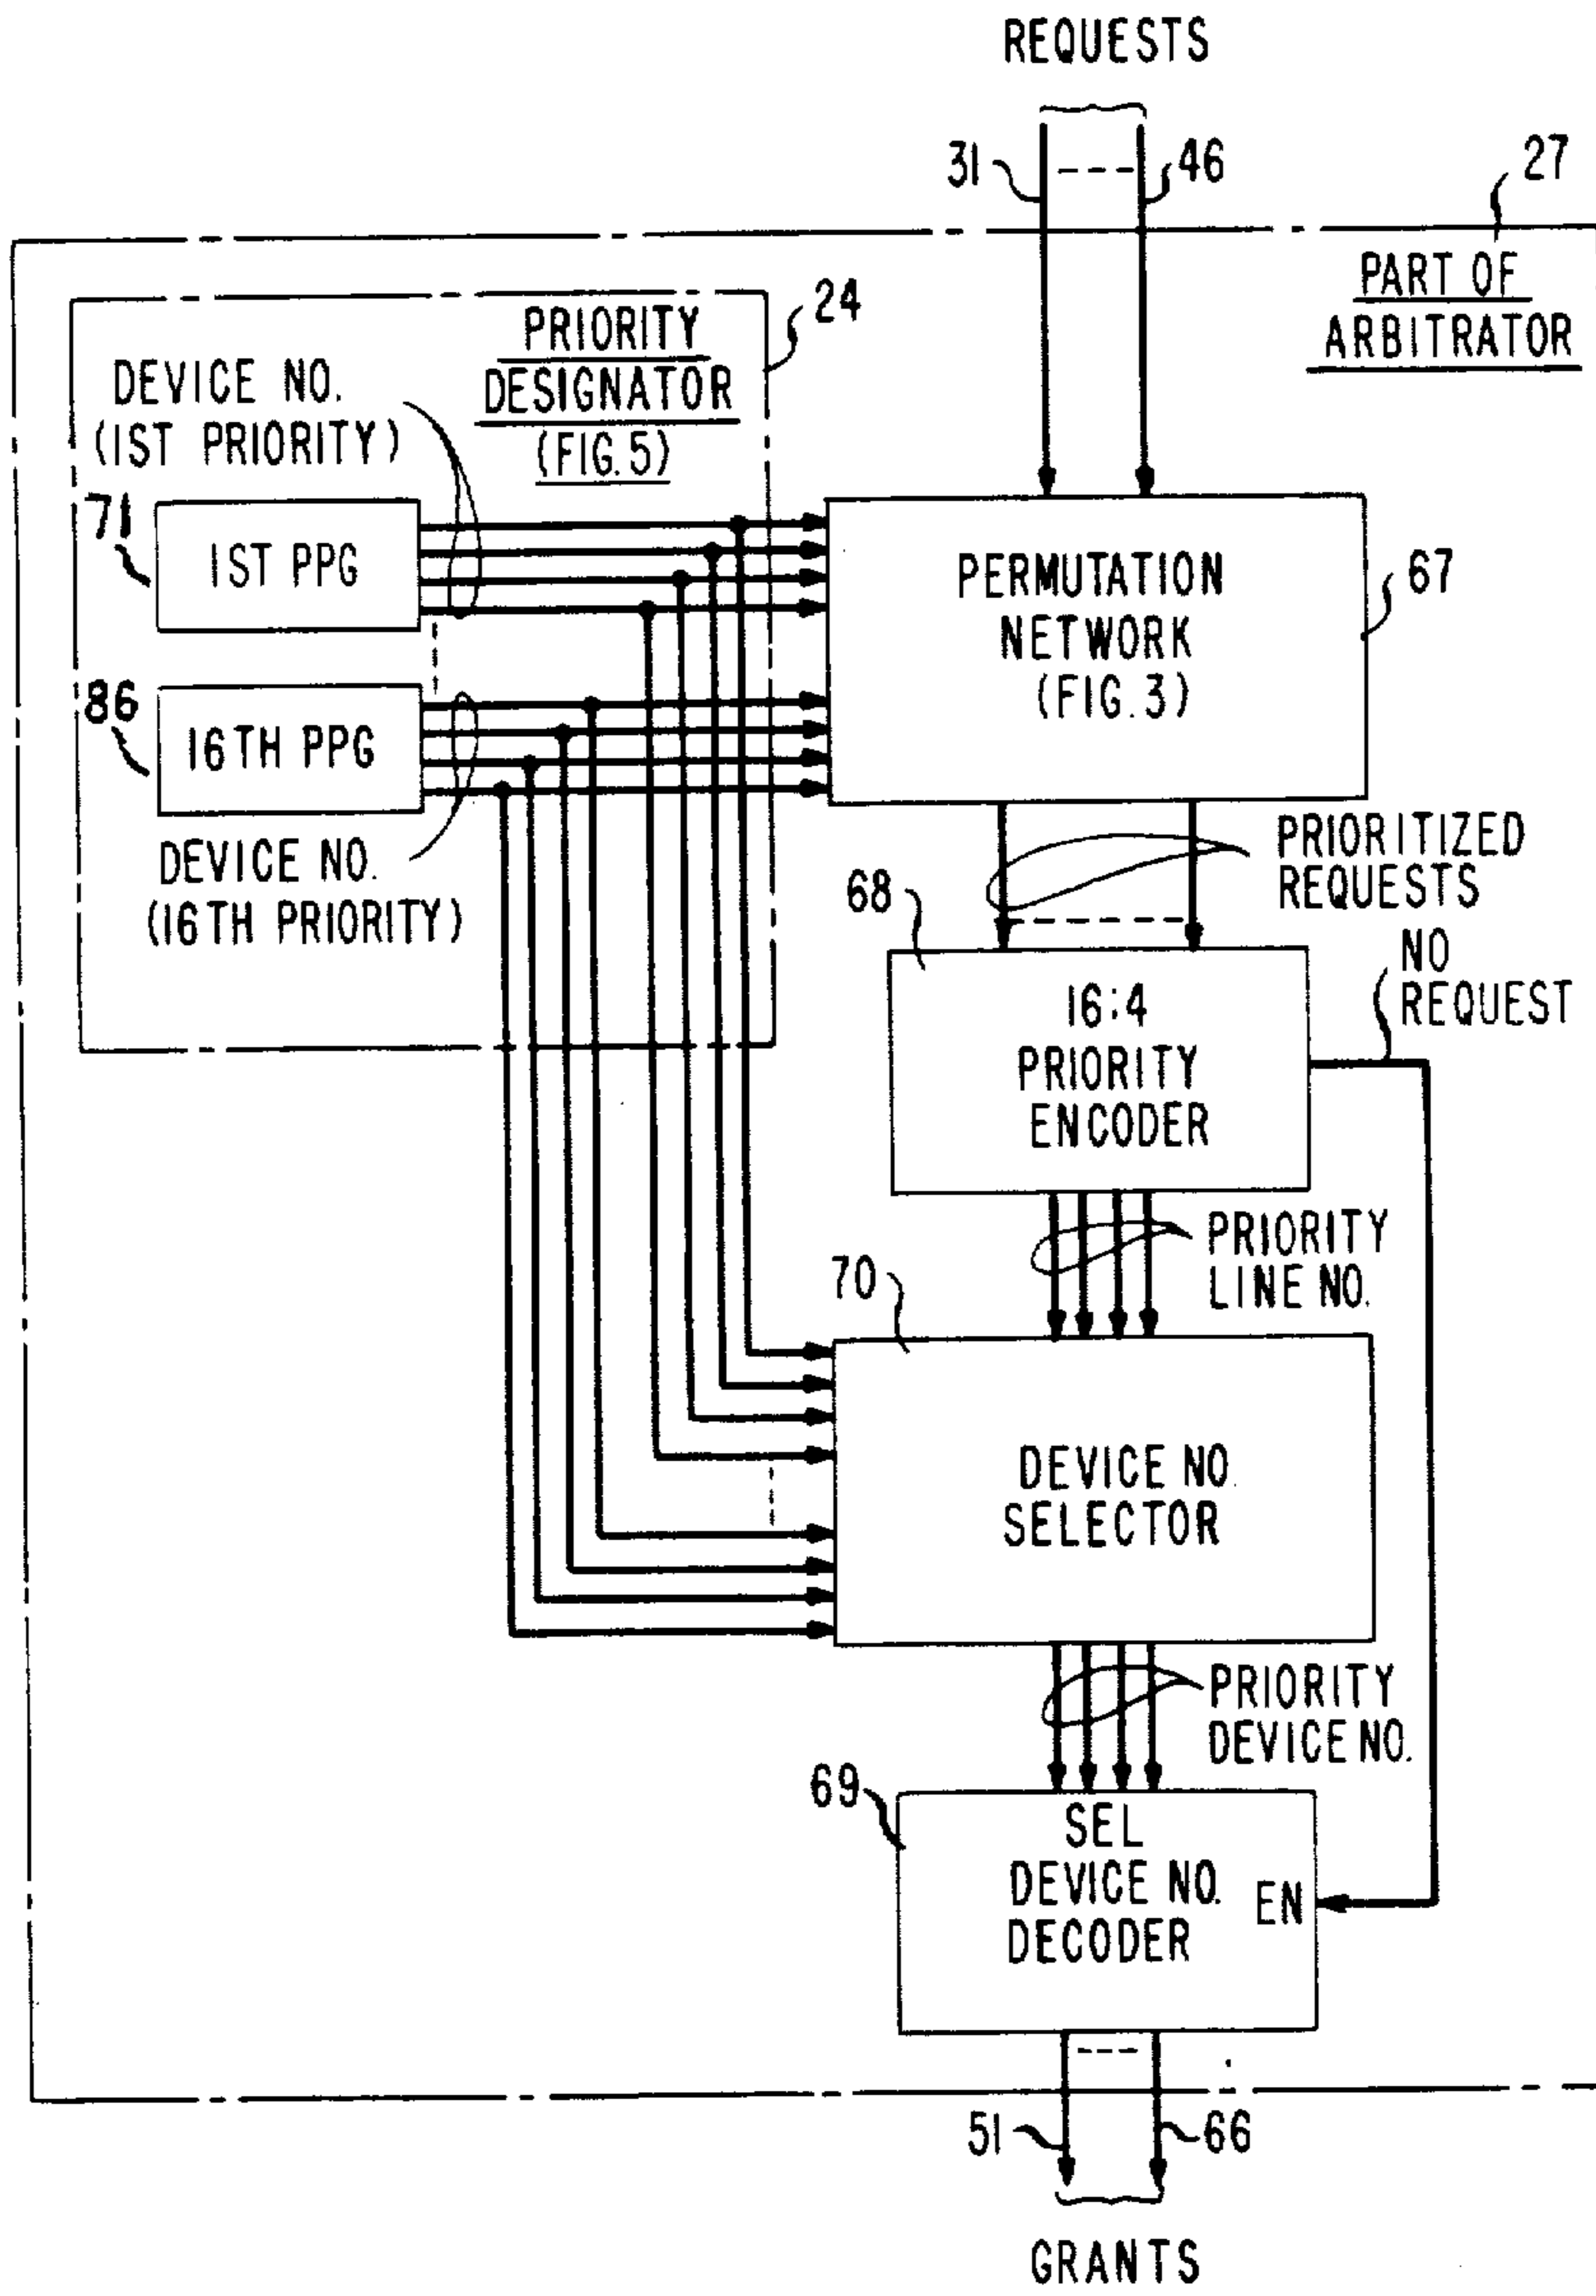 REQUESTS
31
46
27
PART OF
ARBITRATOR
24
PRIORITY
DESIGNATOR
(FIG. 5)
DEVICE NO.
(1ST PRIORITY)
71
1ST PPG
86
16TH PPG
DEVICE NO.
(16TH PRIORITY)
PERMUTATION
NETWORK
(FIG. 3)
67
PRIORITIZED
REQUESTS
68
16:4
PRIORITY
ENCODER
NO
REQUEST
PRIORITY
LINE NO.
70
DEVICE NO.
SELECTOR
PRIORITY
DEVICE NO.
69
SEL
DEVICE NO.
DECODER
EN
51
66
GRANTS